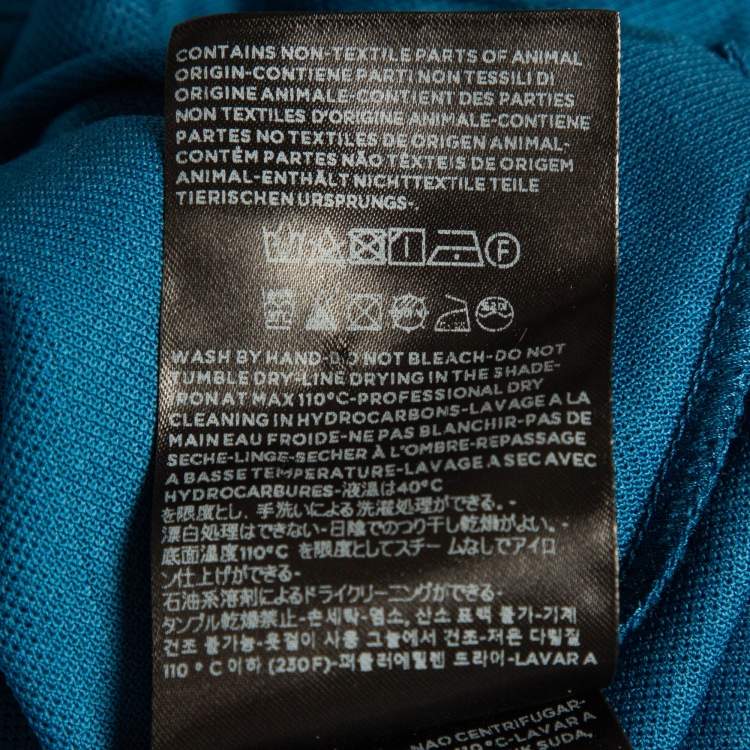 CONTAINS NON-TEXTILE PARTS OF ANIMAL
ORIGIN-CONTIENE PARTI NON TESSILI DI
ORIGINE ANIMALE-CONTIENT DES PARTIES
NON TEXTILES D'ORIGINE ANIMALE-CONTIENE
PARTES NO TEXTILES DE ORIGEN ANIMAL-
CONTÉM PARTES NÃO TÊXTEIS DE ORIGEM
ANIMAL-ENTHÄLT NICHTTEXTILE TEILE
TIERISCHEN URSPRUNGS-.
F
WASH BY HAND-DO NOT BLEACH-DO NOT
TUMBLE DRY-LINE DRYING IN THE SHADE-
IRON AT MAX 110°C-PROFESSIONAL DRY
CLEANING IN HYDROCARBONS-LAVAGE A LA
MAIN EAU FROIDE-NE PAS BLANCHIR-PAS DE
SECHE-LINGE-SECHER À L'OMBRE-REPASSAGE
A BASSE TEMPERATURE-LAVAGE A SEC AVEC
HYDROCARBURES-液温は40°C
を限度とし、手洗いによる洗濯処理ができる。-
漂白処理はできない-日陰でのつり干し乾燥がよい。-
底面温度110°C を限度としてスチームなしでアイロ
ン仕上げができる-
石油系溶剤によるドライクリーニングができる-
タンブル乾燥禁止-손세탁-염소, 산소 표백 불가-기계
건조 불가능-옷걸이 사용 그늘에서 건조-저온 다림질
110 ° C 이하 (230F)-퍼클러에틸렌 드라이-LAVAR A
NAO CENTRIFUGAR-
110°C-LAVAR A